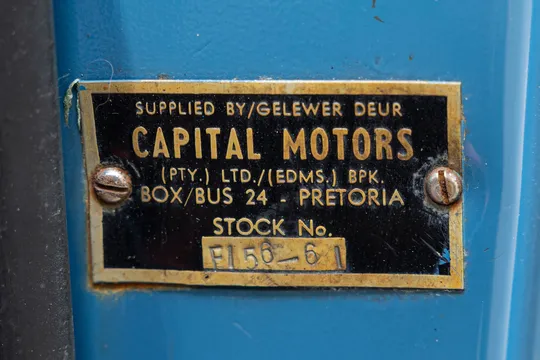 SUPPLIED BY/GELEWER DEUR
CAPITAL MOTORS
(PTY.) LTD./(EDMS.) BPK.
BOX/BUS 24 - PRETORIA
STOCK No.
F156-61